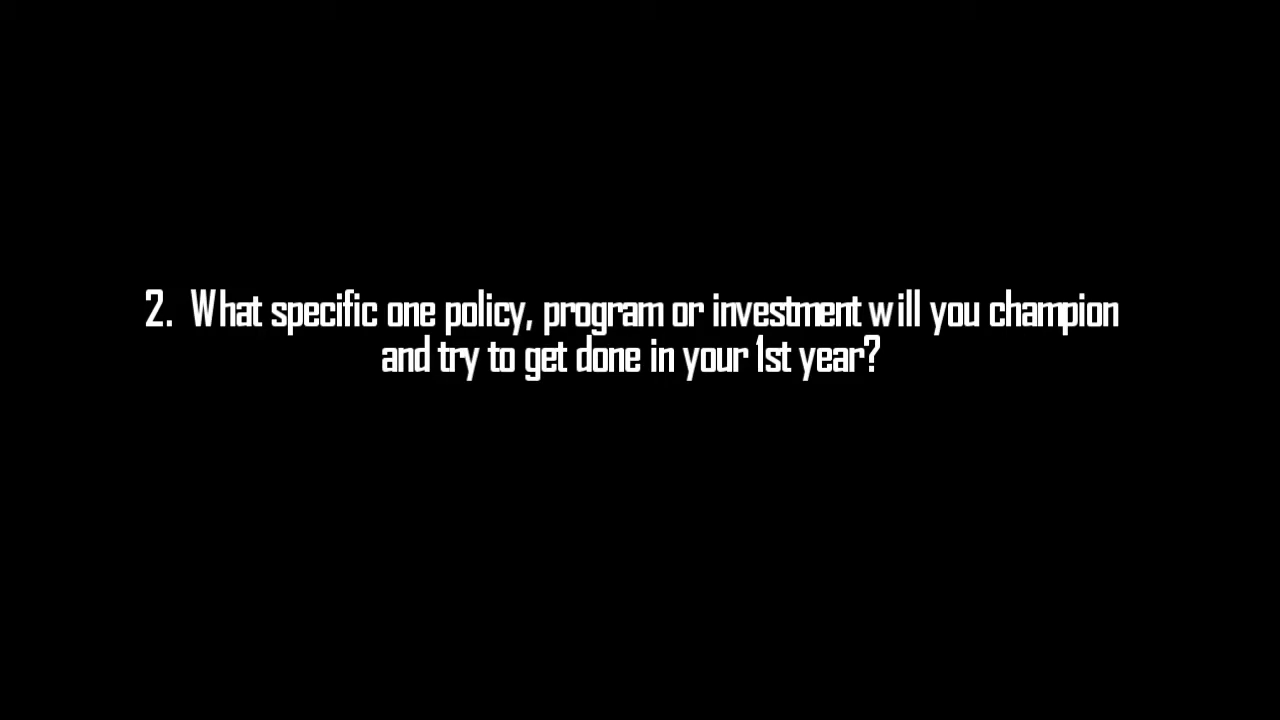 2. What specific one policy, program or investment will you champion
and try to get done in your 1st year?